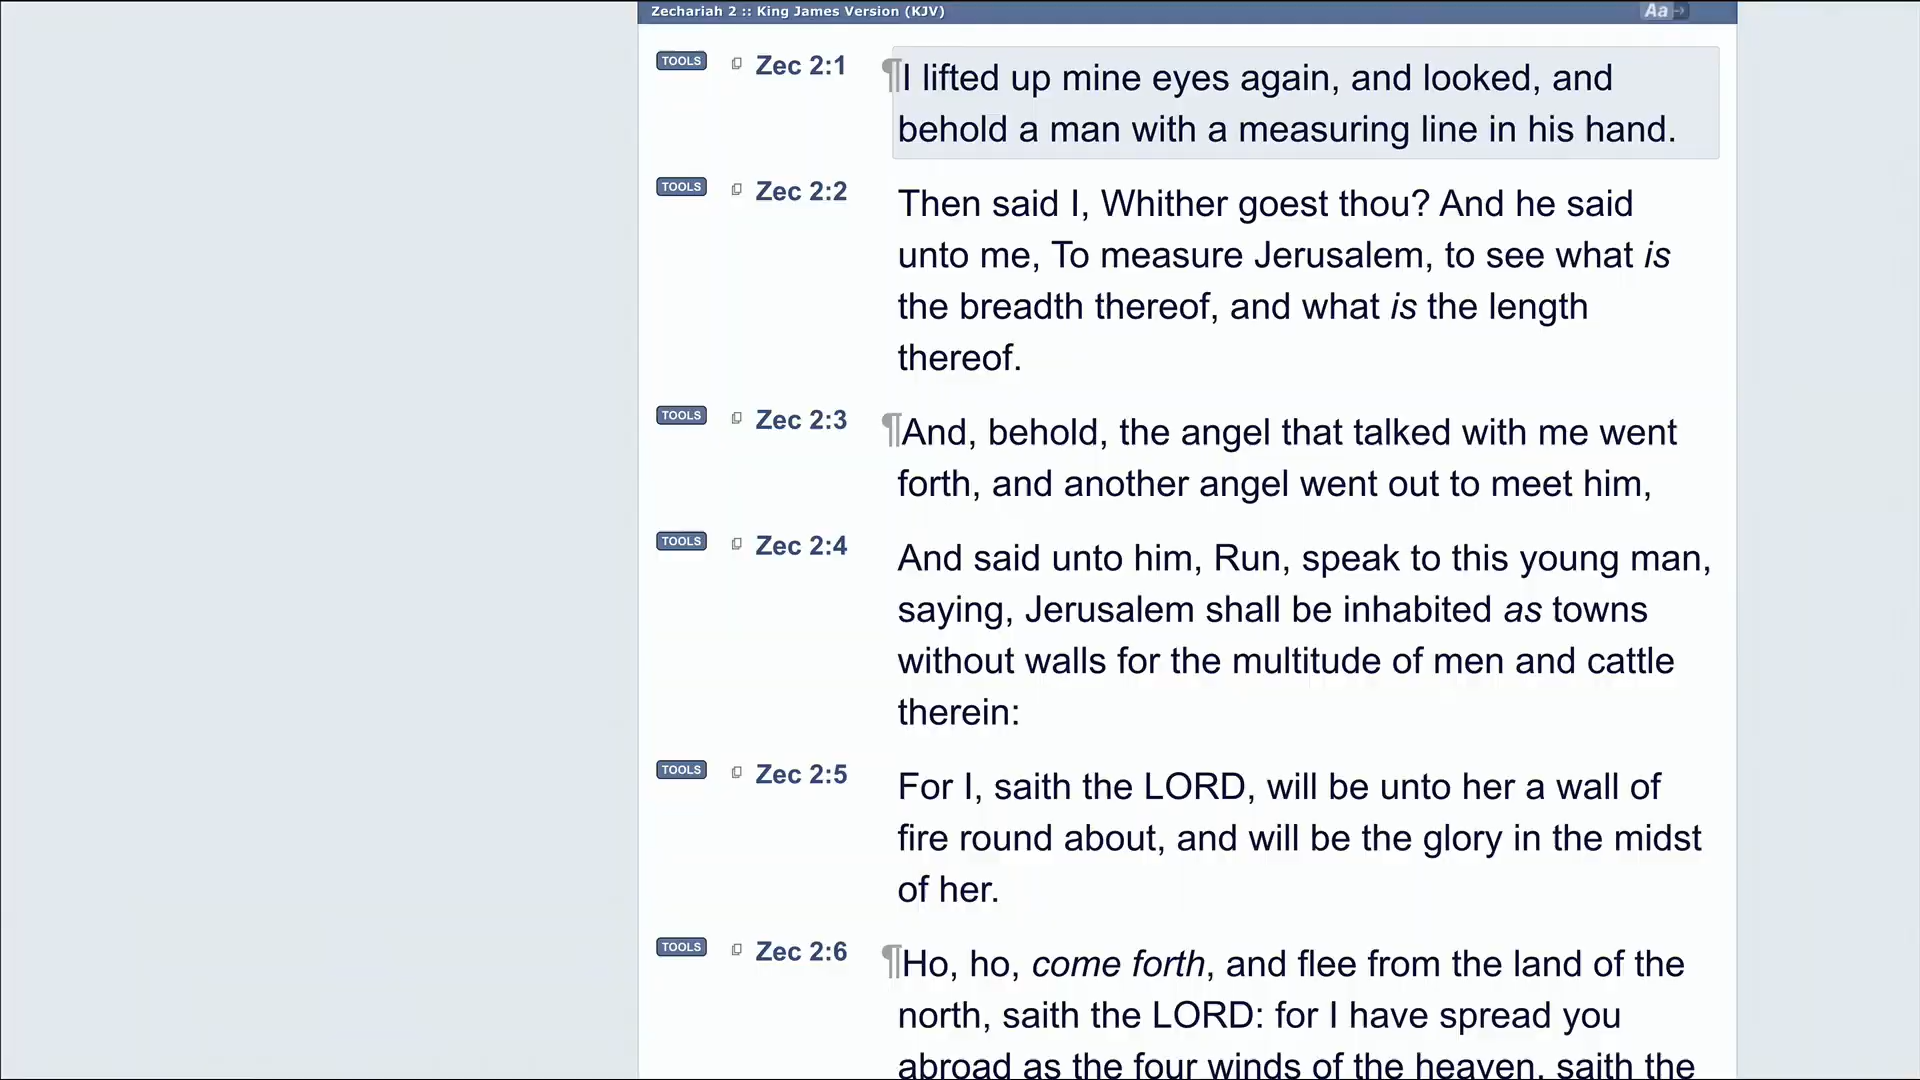 Zechariah 2 :: King James Version (KJV)
Aa
TOOLS Zec 2:1 ¶I lifted up mine eyes again, and looked, and
behold a man with a measuring line in his hand.
TOOLS Zec 2:2 Then said I, Whither goest thou? And he said
unto me, To measure Jerusalem, to see what is
the breadth thereof, and what is the length
thereof.
TOOLS Zec 2:3 ¶And, behold, the angel that talked with me went
forth, and another angel went out to meet him,
TOOLS Zec 2:4 And said unto him, Run, speak to this young man,
saying, Jerusalem shall be inhabited as towns
without walls for the multitude of men and cattle
therein:
TOOLS Zec 2:5 For I, saith the LORD, will be unto her a wall of
fire round about, and will be the glory in the midst
of her.
TOOLS Zec 2:6 ¶Ho, ho, come forth, and flee from the land of the
north, saith the LORD: for I have spread you
abroad as the four winds of the heaven, saith the